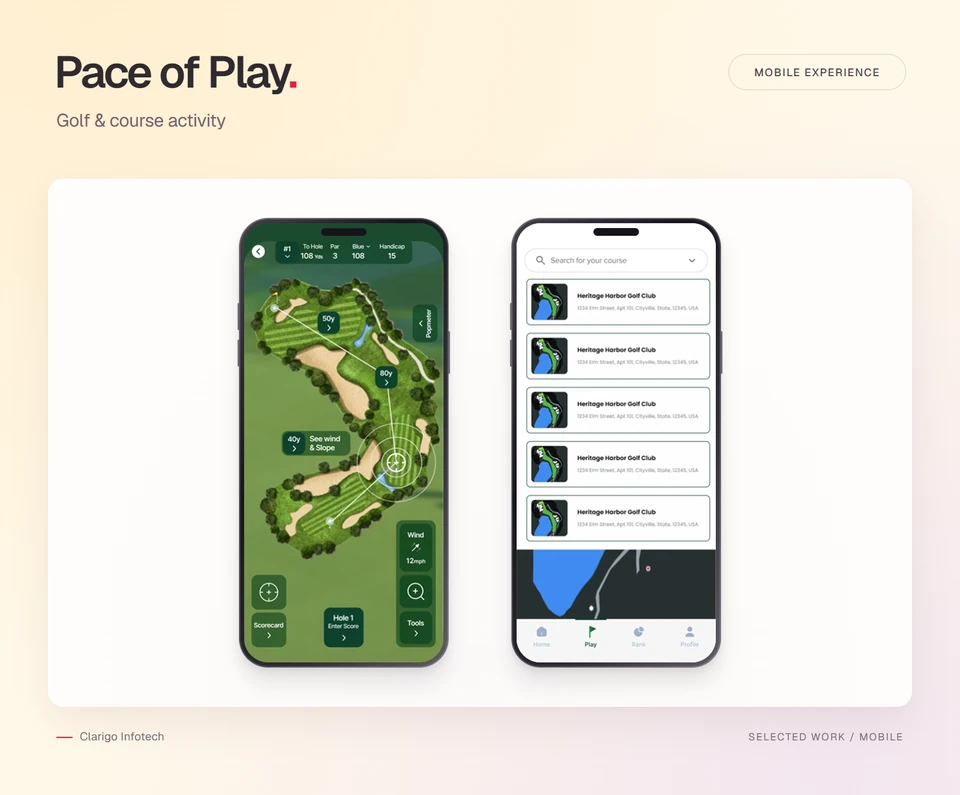 Pace of Play.
MOBILE EXPERIENCE
Golf & course activity
#1
To Hole
108 Yds
Par
3
Blue
108
Handicap
15
50y
Popmeter
80y
40y
See wind
& Slope
Wind
12mph
Scorecard
Hole 1
Enter Score
Tools
Search for your course
Heritage Harbor Golf Club
1234 Elm Street, Apt 101, Cityville, State, 12345, USA
Heritage Harbor Golf Club
1234 Elm Street, Apt 101, Cityville, State, 12345, USA
Heritage Harbor Golf Club
1234 Elm Street, Apt 101, Cityville, State, 12345, USA
Heritage Harbor Golf Club
1234 Elm Street, Apt 101, Cityville, State, 12345, USA
Heritage Harbor Golf Club
1234 Elm Street, Apt 101, Cityville, State, 12345, USA
Home
Play
Rank
Profile
Clarigo Infotech
SELECTED WORK / MOBILE